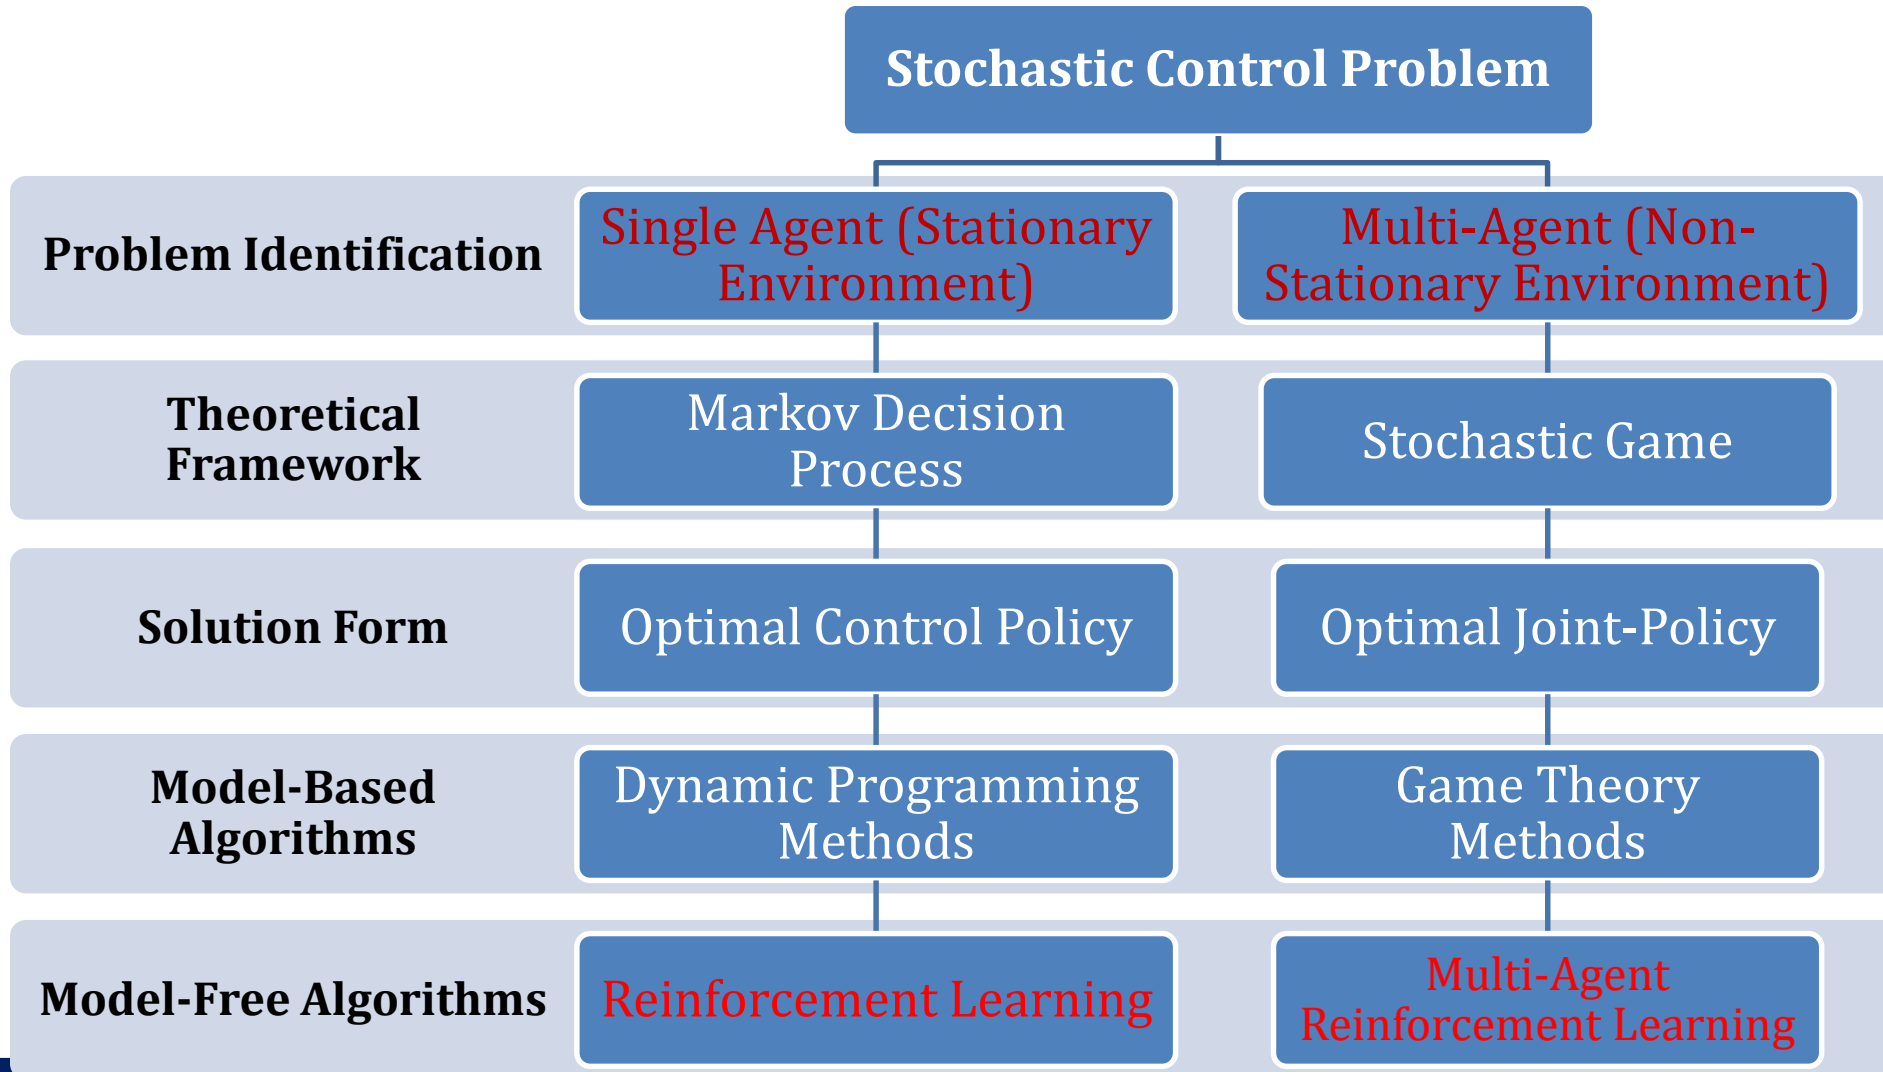 Stochastic Control Problem
Problem Identification
Single Agent (Stationary
Environment)
Multi-Agent (Non-
Stationary Environment)
Theoretical
Framework
Markov Decision
Process
Stochastic Game
Solution Form
Optimal Control Policy
Optimal Joint-Policy
Model-Based
Algorithms
Dynamic Programming
Methods
Game Theory
Methods
Model-Free Algorithms
Reinforcement Learning
Multi-Agent
Reinforcement Learning